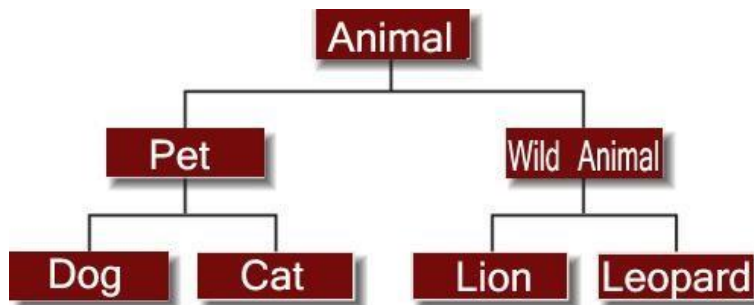 Animal
Pet
Wild Animal
Dog
Cat
Lion
Leopard